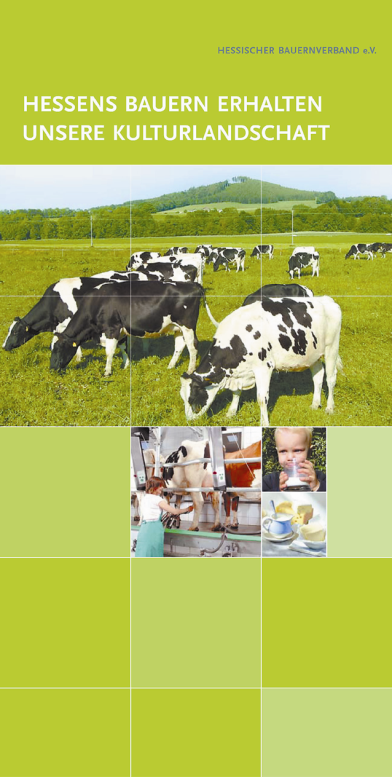 HESSISCHER BAUERNVERBAND e.V.
HESSENS BAUERN ERHALTEN
UNSERE KULTURLANDSCHAFT